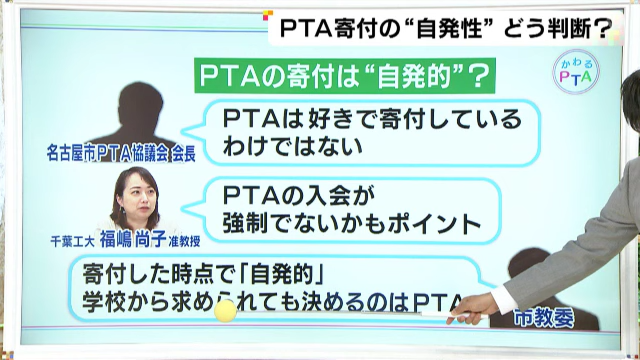 PTA寄付の“自発性” どう判断?
かわる
PTA
PTAの寄付は“自発的”?
PTAは好きで寄付している
わけではない
名古屋市PTA協議会 会長
PTAの入会が
強制でないかもポイント
千葉工大 福嶋 尚子 准教授
寄付した時点で「自発的」
学校から求められても決めるのはPTA
市教委